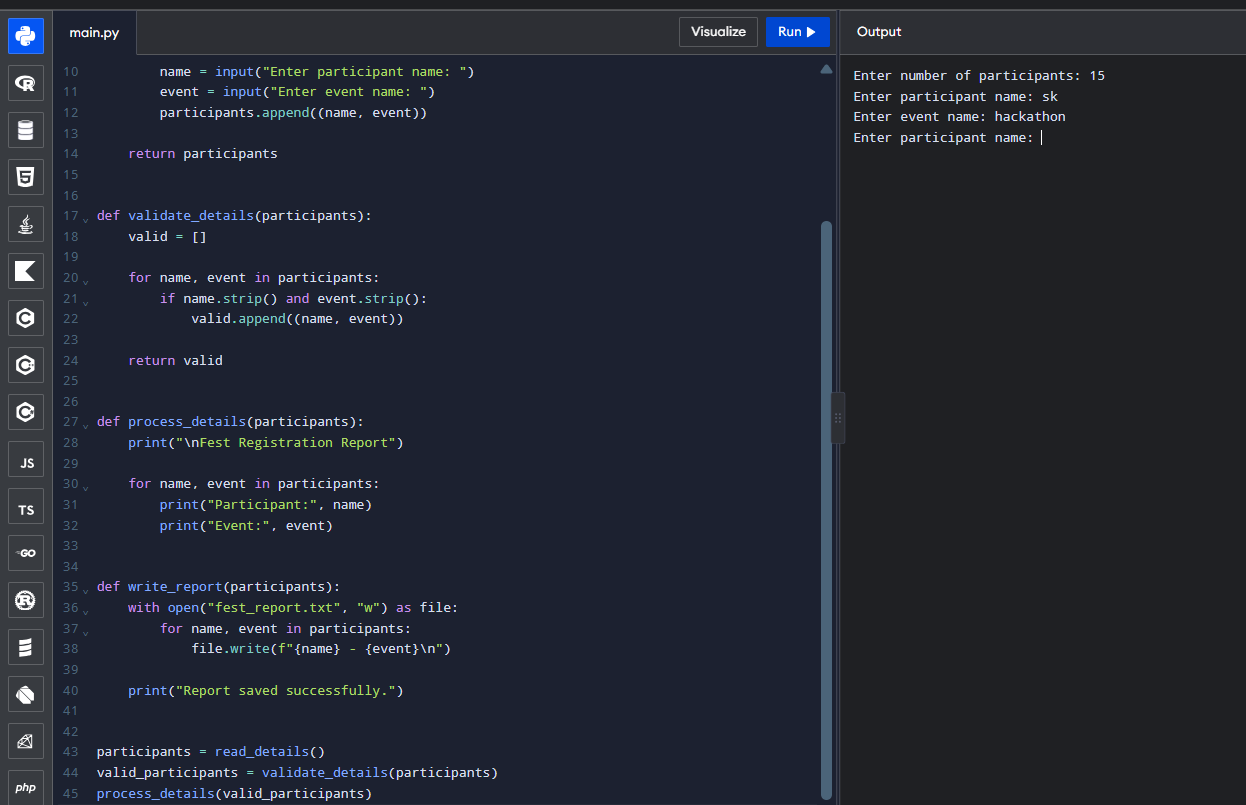 main.py
Visualize
Run
Output
10 name = input("Enter participant name: ")
11 event = input("Enter event name: ")
12 participants.append((name, event))
13
14 return participants
15
16
17 def validate_details(participants):
18 valid = []
19
20 for name, event in participants:
21 if name.strip() and event.strip():
22 valid.append((name, event))
23
24 return valid
25
26
27 def process_details(participants):
28 print("\nFest Registration Report")
29
30 for name, event in participants:
31 print("Participant:", name)
32 print("Event:", event)
33
34
35 def write_report(participants):
36 with open("fest_report.txt", "w") as file:
37 for name, event in participants:
38 file.write(f"{name} - {event}\n")
39
40 print("Report saved successfully.")
41
42
43 participants = read_details()
44 valid_participants = validate_details(participants)
45 process_details(valid_participants)
Enter number of participants: 15
Enter participant name: sk
Enter event name: hackathon
Enter participant name:
R
5
C
C
C
JS
TS
GO
R
php